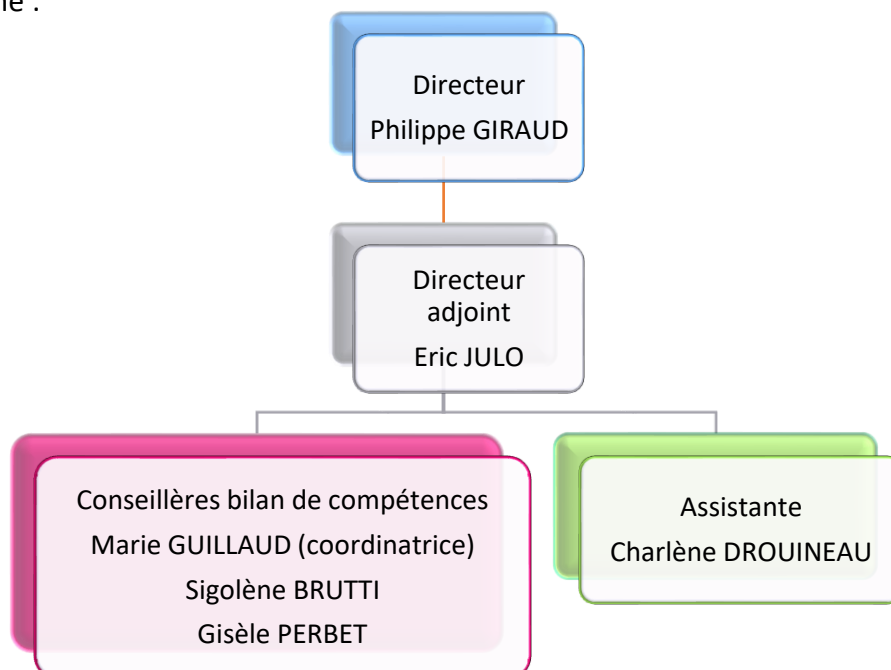 Directeur
Philippe GIRAUD
Directeur
adjoint
Eric JULO
Conseillères bilan de compétences
Marie GUILLAUD (coordinatrice)
Sigolène BRUTTI
Gisèle PERBET
Assistante
Charlène DROUINEAU